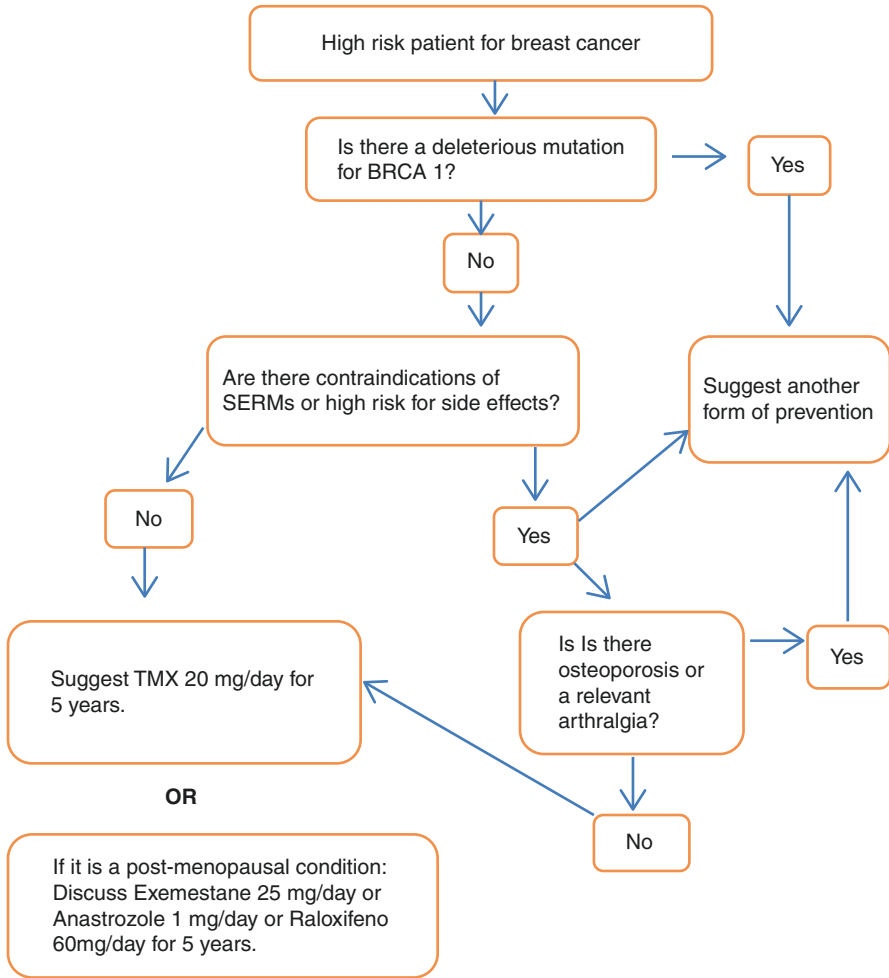 High risk patient for breast cancer
Is there a deleterious mutation
for BRCA 1?
Yes
No
Are there contraindications of
SERMs or high risk for side effects?
Suggest another
form of prevention
No
Yes
Is Is there
osteoporosis or
a relevant
arthralgia?
Yes
Suggest TMX 20 mg/day for
5 years.
OR
No
If it is a post-menopausal condition:
Discuss Exemestane 25 mg/day or
Anastrozole 1 mg/day or Raloxifeno
60mg/day for 5 years.